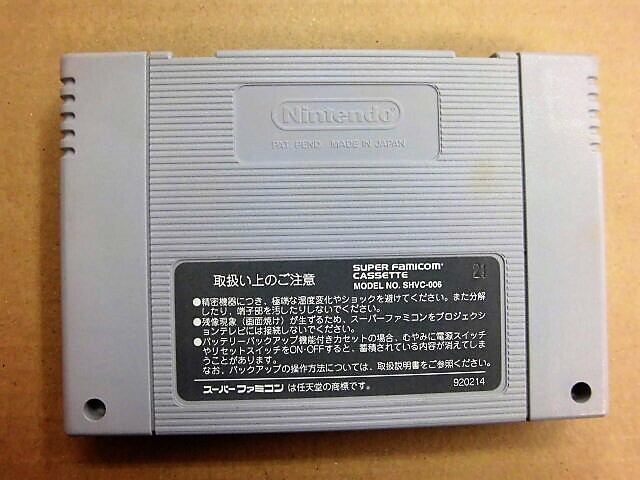 Nintendo
PAT. PEND. MADE IN JAPAN
取扱い上のご注意
SUPER FAMICOM
CASSETTE
MODEL NO. SHVC-006
21
●精密機器につき、極端な温度変化やショックを避けてください。また分解
したり、端子部を汚したりしないでください。
●残像現象（画面焼け）が生ずるため、スーパーファミコンをプロジェクシ
ョンテレビには接続しないでください。
●バッテリーバックアップ機能付きカセットの場合、むやみに電源スイッチ
やリセットスイッチをON-OFFすると、蓄積されている内容が消えてしま
うことがあります。
なお、バックアップの操作方法については、取扱説明書をご参照ください。
スーパーファミコンは任天堂の商標です。
920214